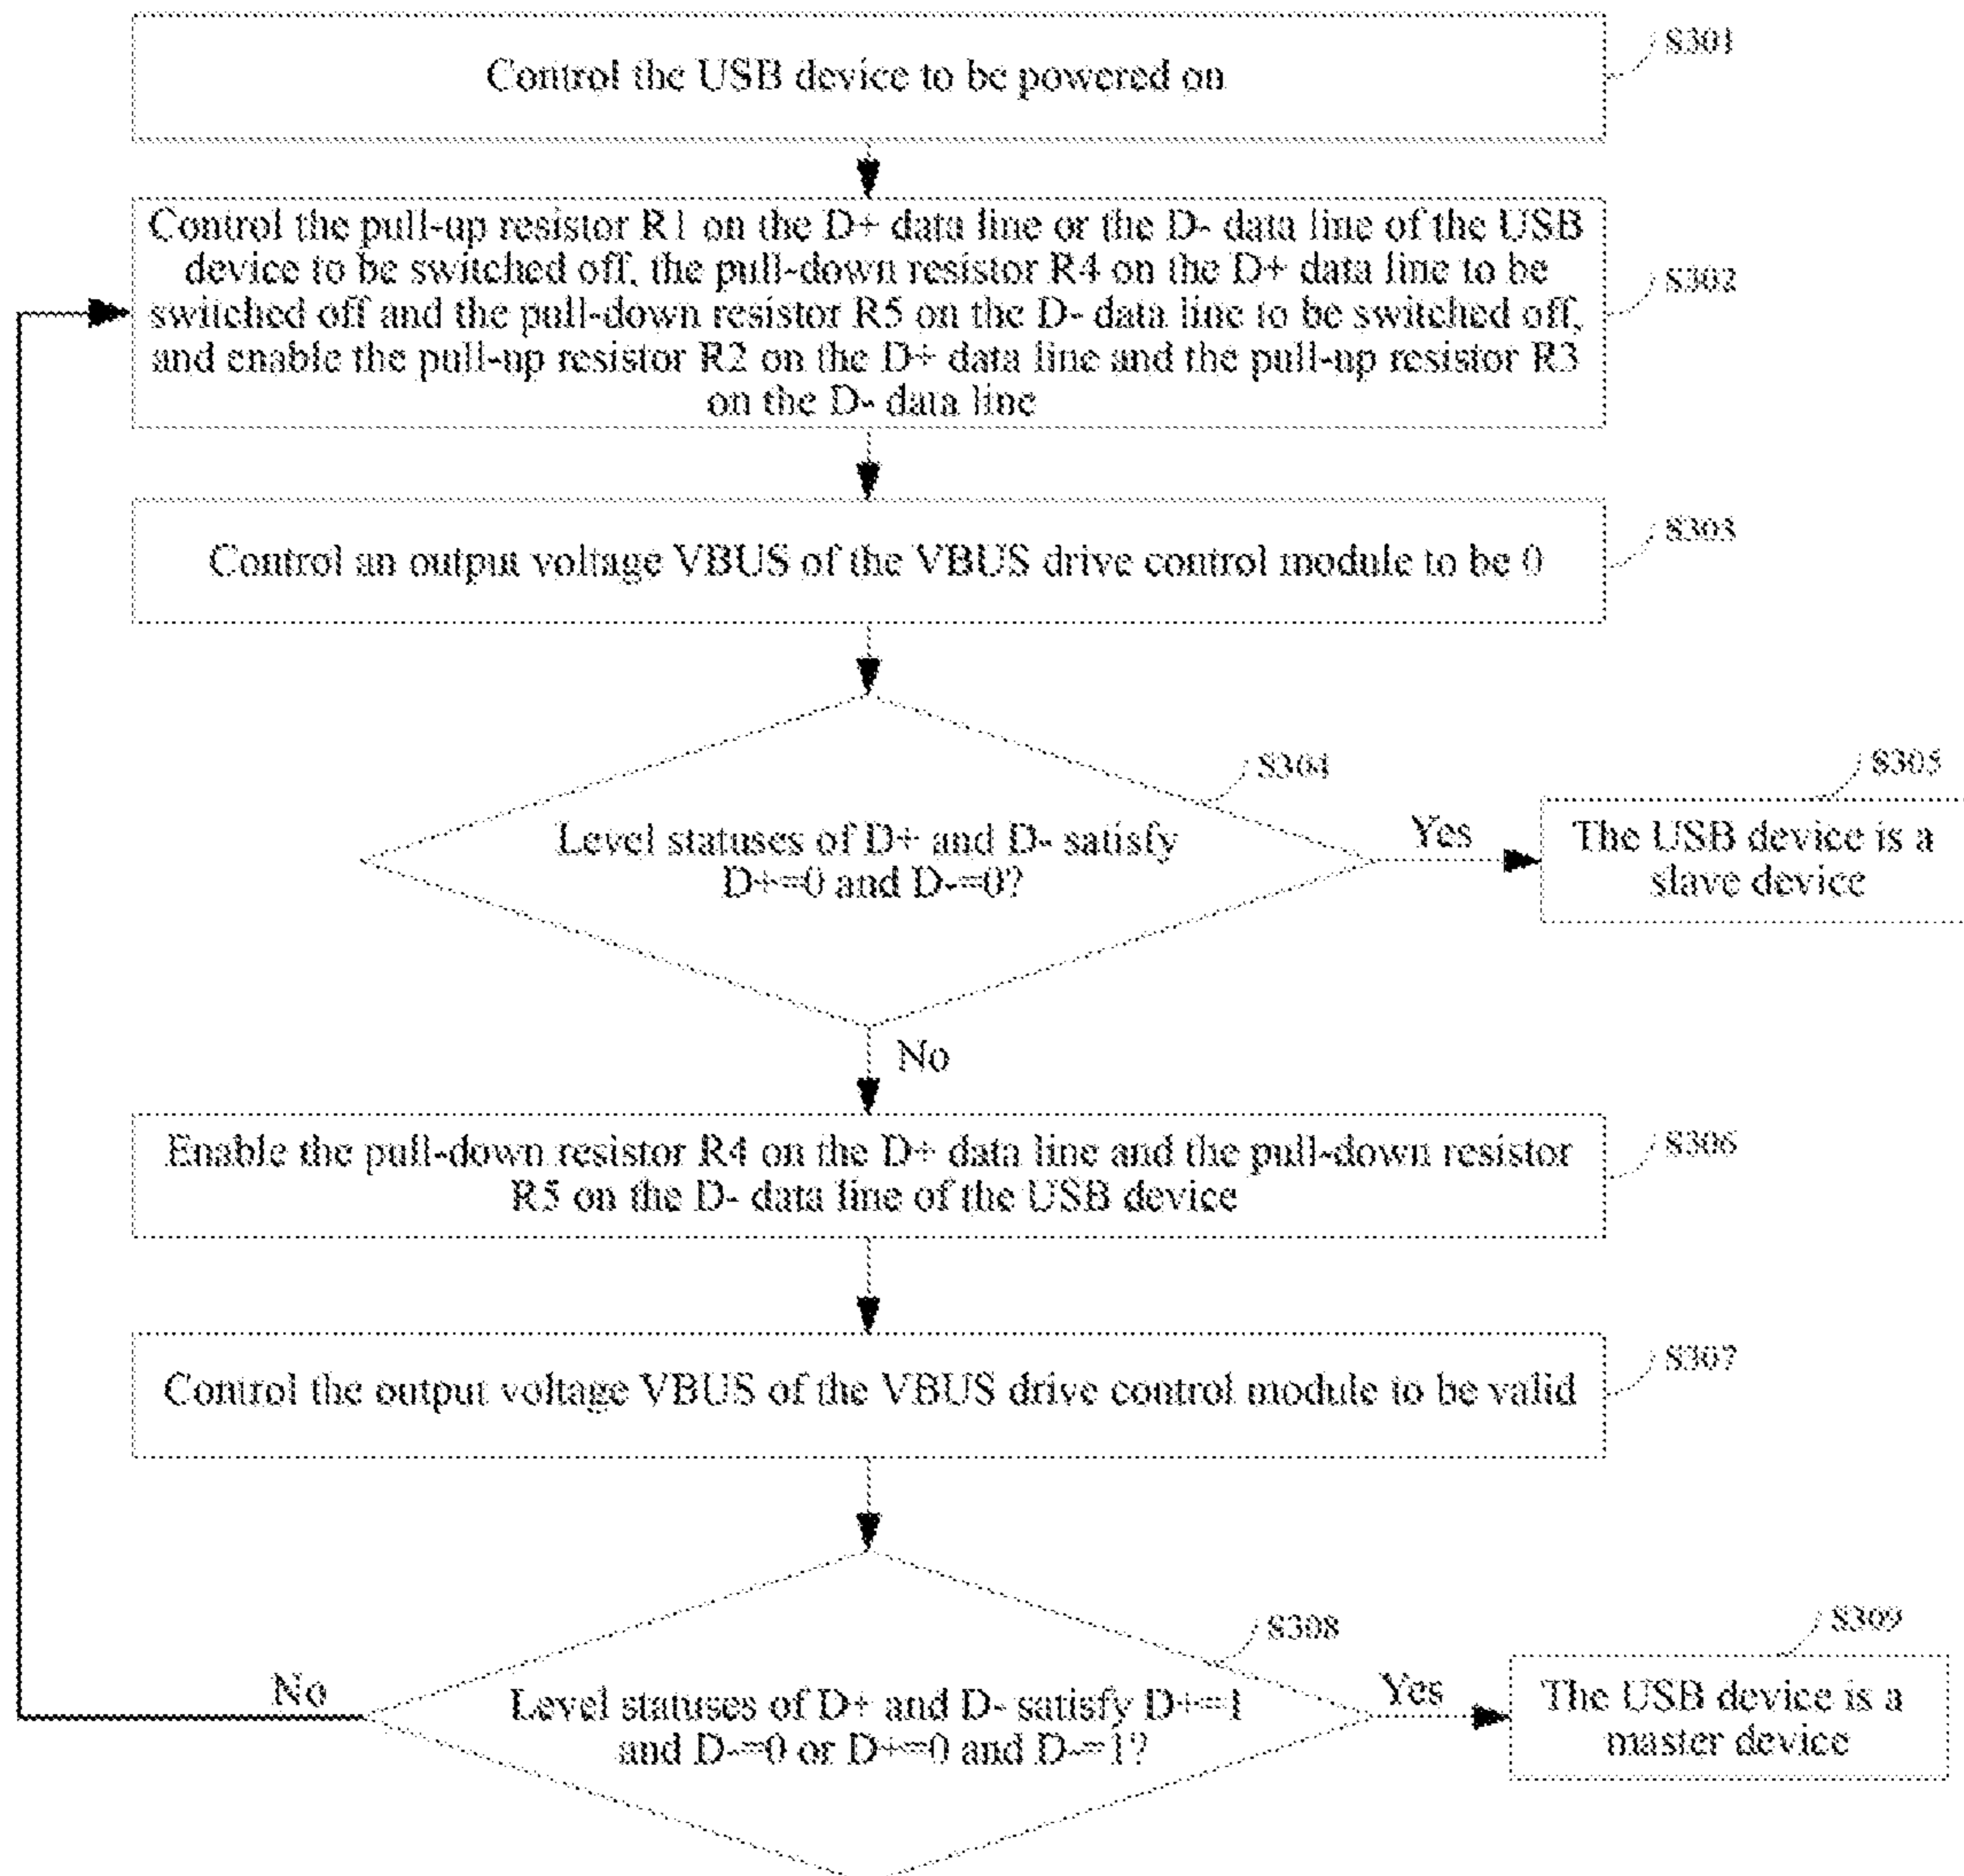 Control the USB device to be powered on
S301
Control the pull-up resistor R1 on the D+ data line or the D- data line of the USB
device to be switched off, the pull-down resistor R4 on the D+ data line to be
switched off and the pull-down resistor R5 on the D- data line to be switched off,
and enable the pull-up resistor R2 on the D+ data line and the pull-up resistor R3
on the D- data line
S302
Control an output voltage VBUS of the VBUS drive control module to be 0
S303
S304
Level statuses of D+ and D- satisfy
D+=0 and D-=0?
Yes
S305
The USB device is a
slave device
No
Enable the pull-down resistor R4 on the D+ data line and the pull-down resistor
R5 on the D- data line of the USB device
S306
Control the output voltage VBUS of the VBUS drive control module to be valid
S307
S308
No
Level statuses of D+ and D- satisfy D+=1
and D-=0 or D+=0 and D-=1?
Yes
S309
The USB device is a
master device